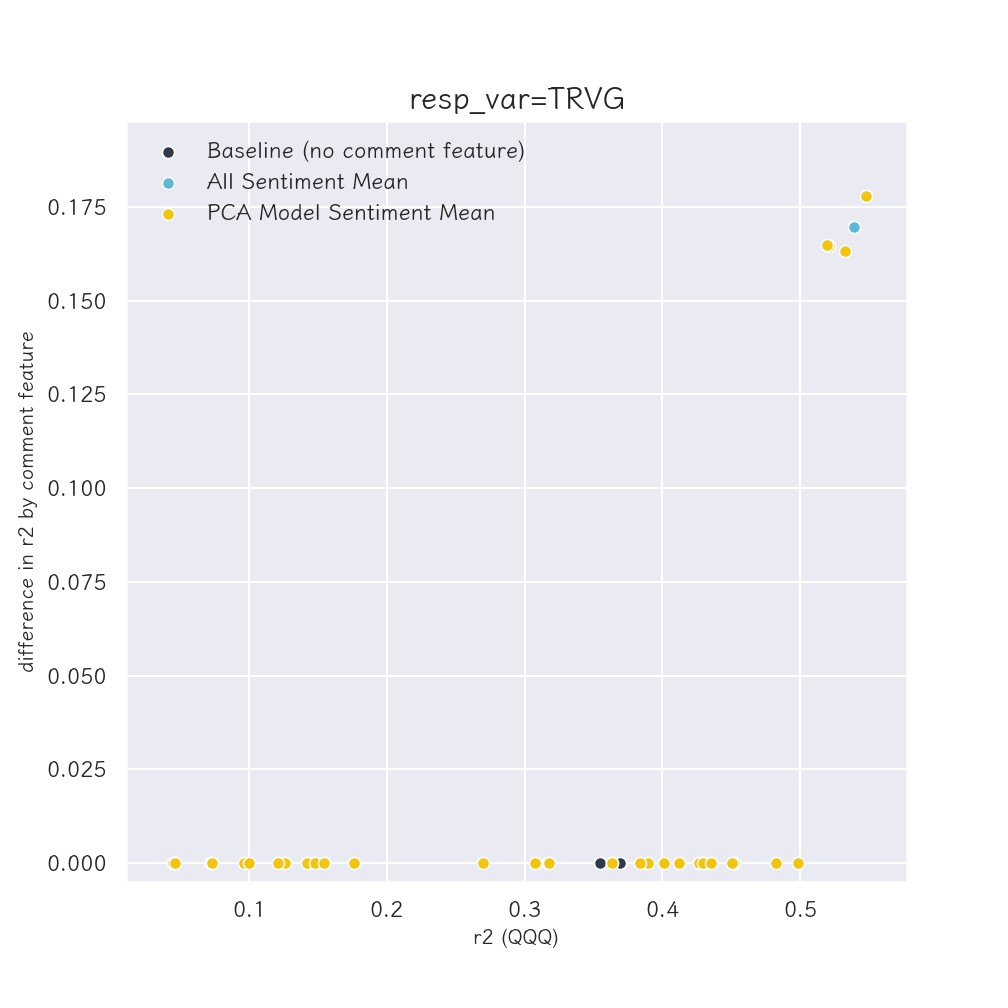 resp_var=TRVG
Baseline (no comment feature)
All Sentiment Mean
PCA Model Sentiment Mean
difference in r2 by comment feature
0.175
0.150
0.125
0.100
0.075
0.050
0.025
0.000
0.1 0.2 0.3 0.4 0.5
r2 (QQQ)